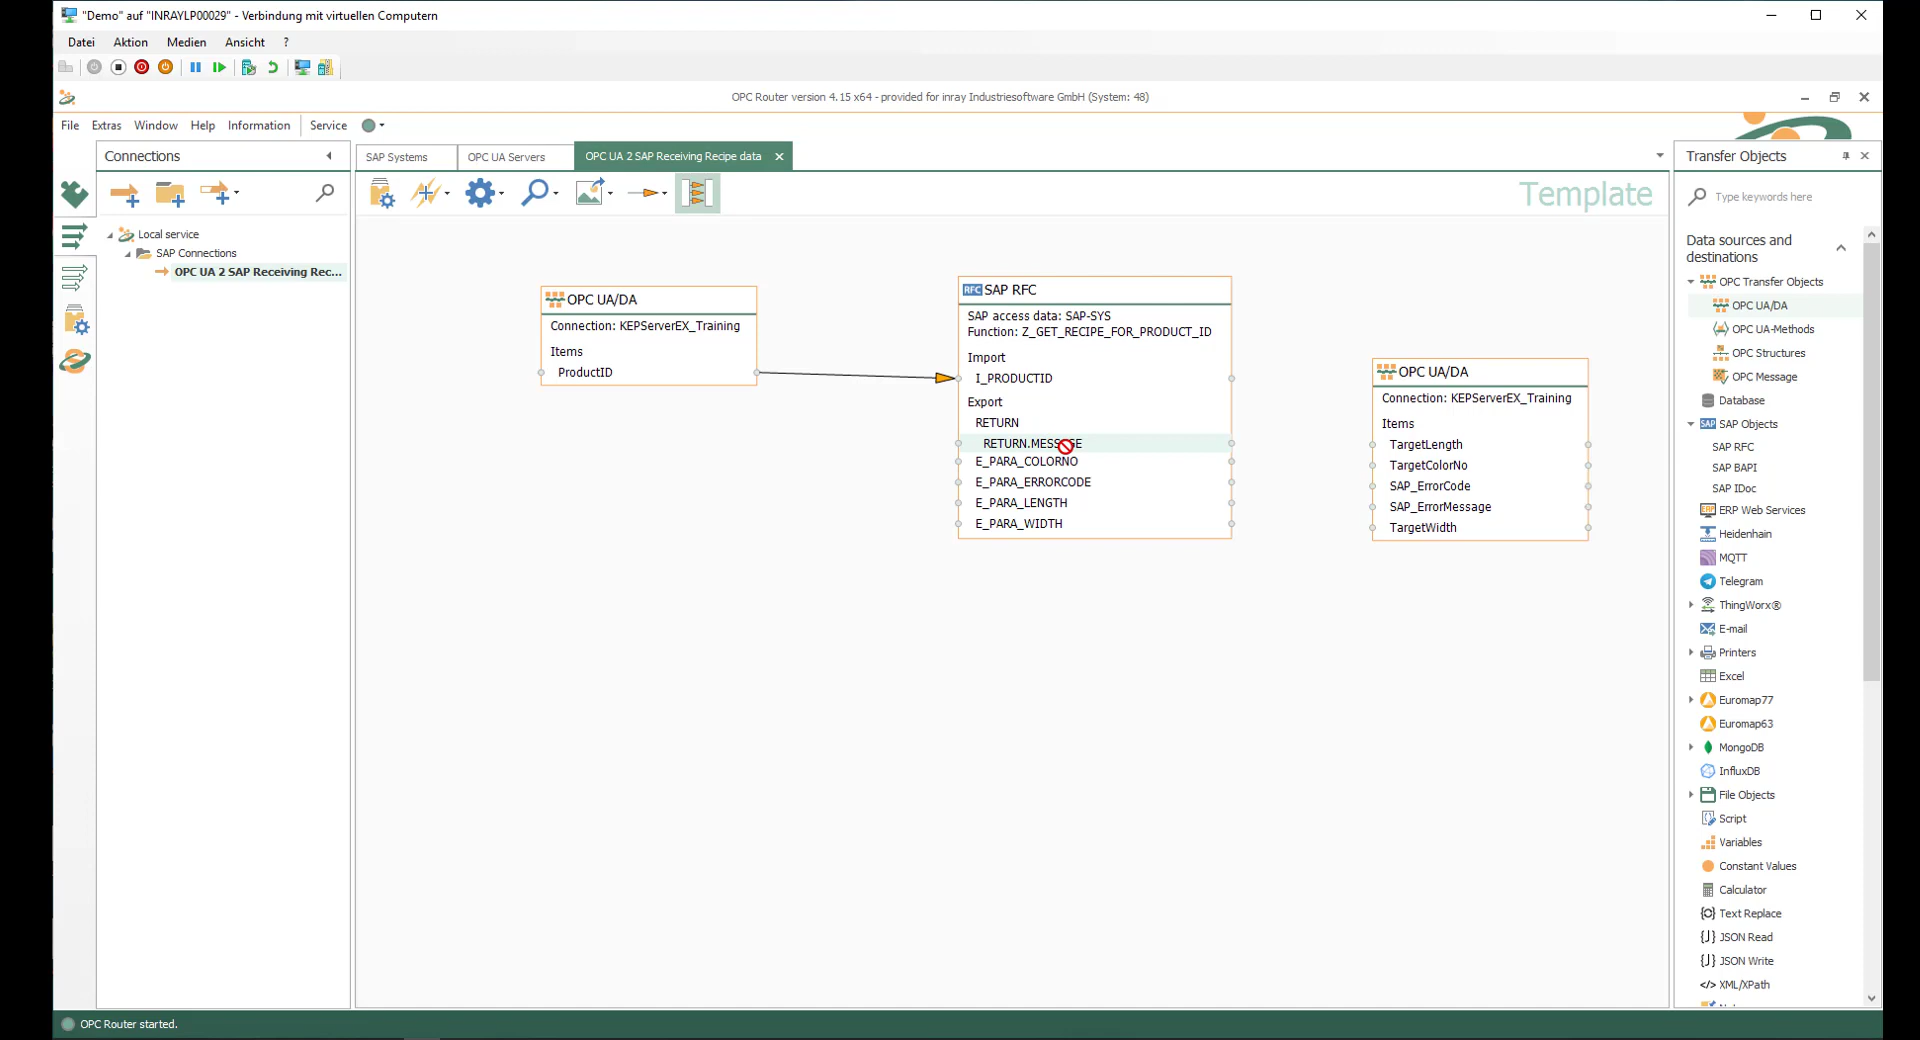 "Demo" auf "INRAYLP00029" - Verbindung mit virtuellen Computern
Datei Aktion Medien Ansicht ?
OPC Router version 4.15 x64 - provided for inray Industriesoftware GmbH (System: 48)
File Extras Window Help Information Service
Connections
Local service
SAP Connections
OPC UA 2 SAP Receiving Rec...
SAP Systems
OPC UA Servers
OPC UA 2 SAP Receiving Recipe data
Template
OPC UA/DA
Connection: KEPServerEX_Training
Items
ProductID
RFC SAP RFC
SAP access data: SAP-SYS
Function: Z_GET_RECIPE_FOR_PRODUCT_ID
Import
I_PRODUCTID
Export
RETURN
RETURN.MESSAGE
E_PARA_COLORNO
E_PARA_ERRORCODE
E_PARA_LENGTH
E_PARA_WIDTH
OPC UA/DA
Connection: KEPServerEX_Training
Items
TargetLength
TargetColorNo
SAP_ErrorCode
SAP_ErrorMessage
TargetWidth
Transfer Objects
Type keywords here
Data sources and
destinations
OPC Transfer Objects
OPC UA/DA
OPC UA-Methods
OPC Structures
OPC Message
Database
SAP SAP Objects
SAP RFC
SAP BAPI
SAP IDoc
ERP ERP Web Services
Heidenhain
MQTT
Telegram
ThingWorx®
E-mail
Printers
Excel
Euromap77
Euromap63
MongoDB
InfluxDB
File Objects
Script
Variables
Constant Values
Calculator
Text Replace
JSON Read
JSON Write
XML/XPath
OPC Router started.